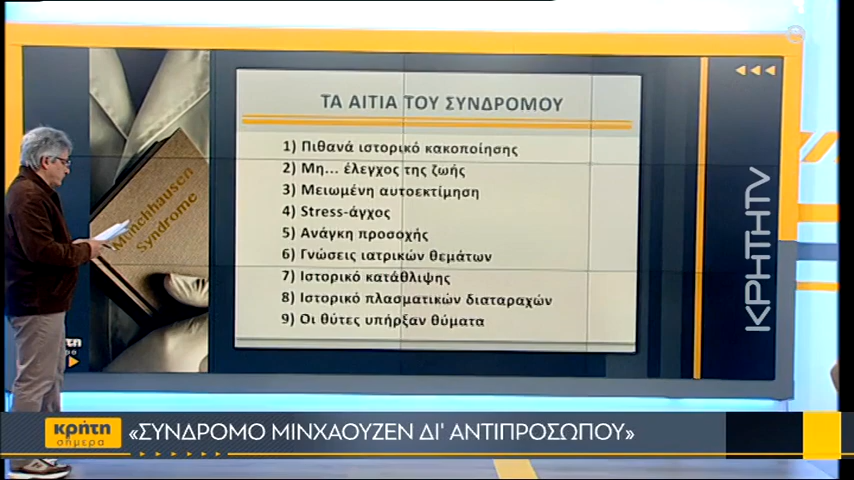 ΤΑ ΑΙΤΙΑ ΤΟΥ ΣΥΝΔΡΟΜΟΥ
1) Πιθανά ιστορικό κακοποίησης
2) Μη... έλεγχος της ζωής
3) Μειωμένη αυτοεκτίμηση
4) Stress-άγχος
5) Ανάγκη προσοχής
6) Γνώσεις ιατρικών θεμάτων
7) Ιστορικό κατάθλιψης
8) Ιστορικό πλασματικών διαταραχών
9) Οι θύτες υπήρξαν θύματα
Munchhausen
Syndrome
ΚΡΗΤΗTV
κρήτη
σήμερα
«ΣΥΝΔΡΟΜΟ ΜΙΝΧΑΟΥΖΕΝ ΔΙ' ΑΝΤΙΠΡΟΣΩΠΟΥ»